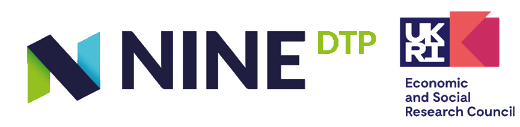 NINE DTP
UK
RI
Economic
and Social
Research Council